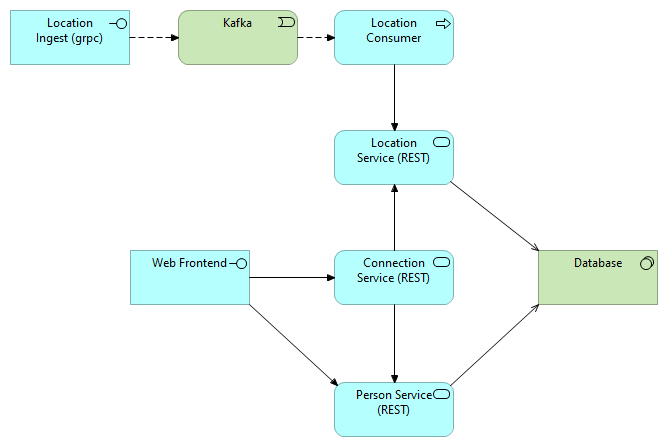 Location
Ingest (grpc)
Kafka
Location
Consumer
Location
Service (REST)
Web Frontend
Connection
Service (REST)
Database
Person Service
(REST)